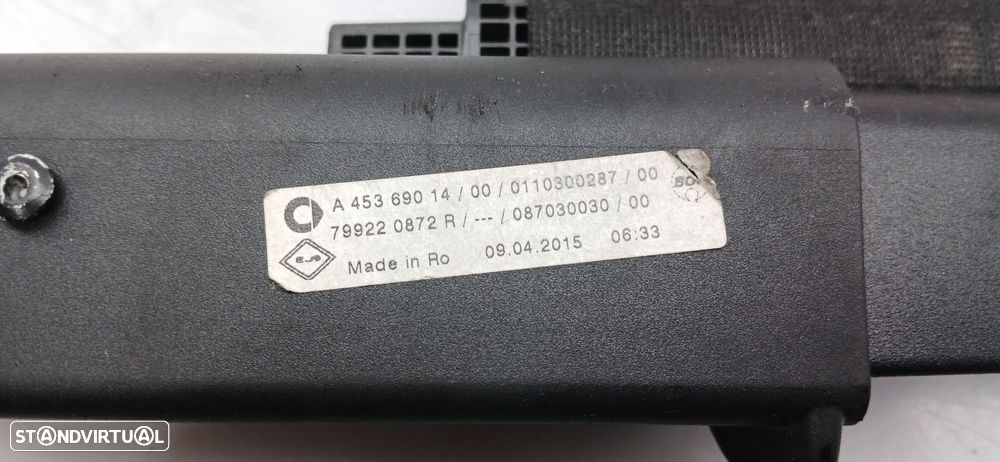 A 453 690 14 / 00 / 0110300287 / 00
79922 0872 R / --- / 087030030 / 00
Made in Ro 09.04.2015 06:33
STANDVIRTUAL